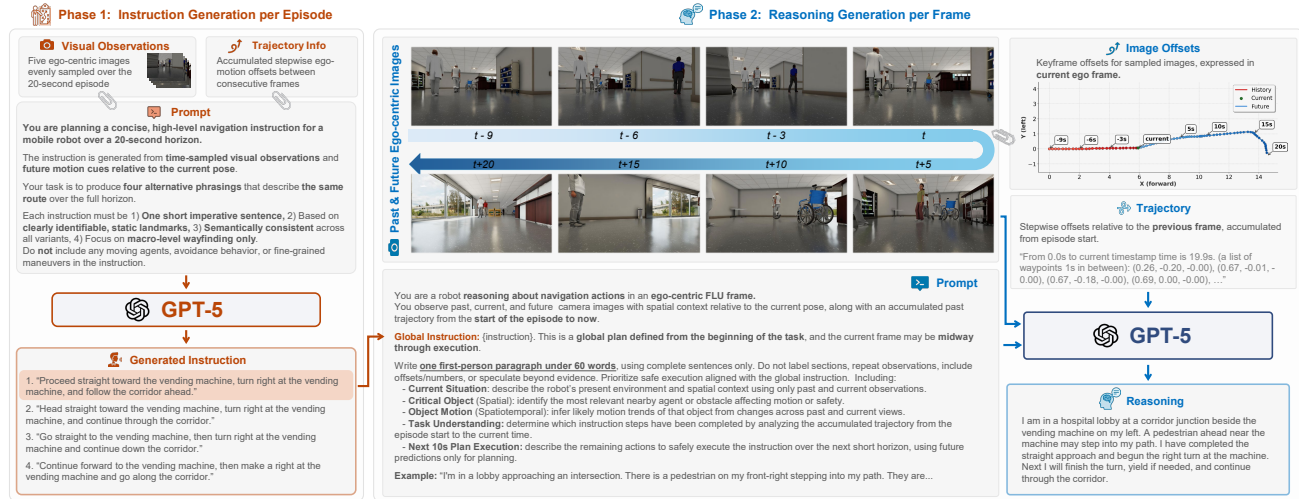 Phase 1: Instruction Generation per Episode
Visual Observations
Five ego-centric images
evenly sampled over the
20-second episode
Trajectory Info
Accumulated stepwise ego-
motion offsets between
consecutive frames
Prompt
You are planning a concise, high-level navigation instruction for a
mobile robot over a 20-second horizon.
The instruction is generated from time-sampled visual observations and
future motion cues relative to the current pose.
Your task is to produce four alternative phrasings that describe the same
route over the full horizon.
Each instruction must be 1) One short imperative sentence, 2) Based on
clearly identifiable, static landmarks, 3) Semantically consistent across
all variants, 4) Focus on macro-level wayfinding only.
Do not include any moving agents, avoidance behavior, or fine-grained
maneuvers in the instruction.
GPT-5
Generated Instruction
1. “Proceed straight toward the vending machine, turn right at the vending
machine, and follow the corridor ahead.”
2. “Head straight toward the vending machine, turn right at the vending
machine, and continue through the corridor.”
3. “Go straight to the vending machine, then turn right at the vending
machine and continue down the corridor.”
4. “Continue forward to the vending machine, then make a right at the
vending machine and go along the corridor.”
Phase 2: Reasoning Generation per Frame
Past & Future Ego-centric Images
t - 9
t - 6
t - 3
t
t+20
t+15
t+10
t+5
Prompt
You are a robot reasoning about navigation actions in an ego-centric FLU frame.
You observe past, current, and future camera images with spatial context relative to the current pose, along with an accumulated past
trajectory from the start of the episode to now.
Global Instruction: {instruction}. This is a global plan defined from the beginning of the task, and the current frame may be midway
through execution.
Write one first-person paragraph under 60 words, using complete sentences only. Do not label sections, repeat observations, include
offsets/numbers, or speculate beyond evidence. Prioritize safe execution aligned with the global instruction. Including:
- Current Situation: describe the robot's present environment and spatial context using only past and current observations.
- Critical Object (Spatial): identify the most relevant nearby agent or obstacle affecting motion or safety.
- Object Motion (Spatiotemporal): infer likely motion trends of that object from changes across past and current views.
- Task Understanding: determine which instruction steps have been completed by analyzing the accumulated trajectory from the
episode start to the current time.
- Next 10s Plan Execution: describe the remaining actions to safely execute the instruction over the next short horizon, using future
predictions only for planning.
Example: “I'm in a lobby approaching an intersection. There is a pedestrian on my front-right stepping into my path. They are...
Image Offsets
Keyframe offsets for sampled images, expressed in
current ego frame.
History
Current
Future
-9s
-6s
-3s
current
5s
10s
15s
20s
Y (left)
4
3
2
1
0
-1
0
2
4
6
8
10
12
14
X (forward)
Trajectory
Stepwise offsets relative to the previous frame, accumulated
from episode start.
“From 0.0s to current timestamp time is 19.9s. (a list of
waypoints 1s in between): (0.26, -0.20, -0.00), (0.67, -0.01, -
0.00), (0.67, -0.18, -0.00), (0.69, 0.00, -0.00), …”
GPT-5
Reasoning
I am in a hospital lobby at a corridor junction beside the
vending machine on my left. A pedestrian ahead near the
machine may step into my path. I have completed the
straight approach and begun the right turn at the machine.
Next I will finish the turn, yield if needed, and continue
through the corridor.